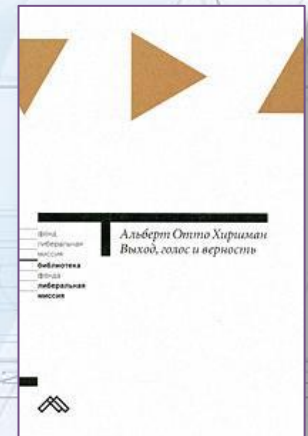 фонд
либеральная
миссия
библиотека
фонда
либеральная
миссия
Альберт Отто Хиршман
Выход, голос и верность